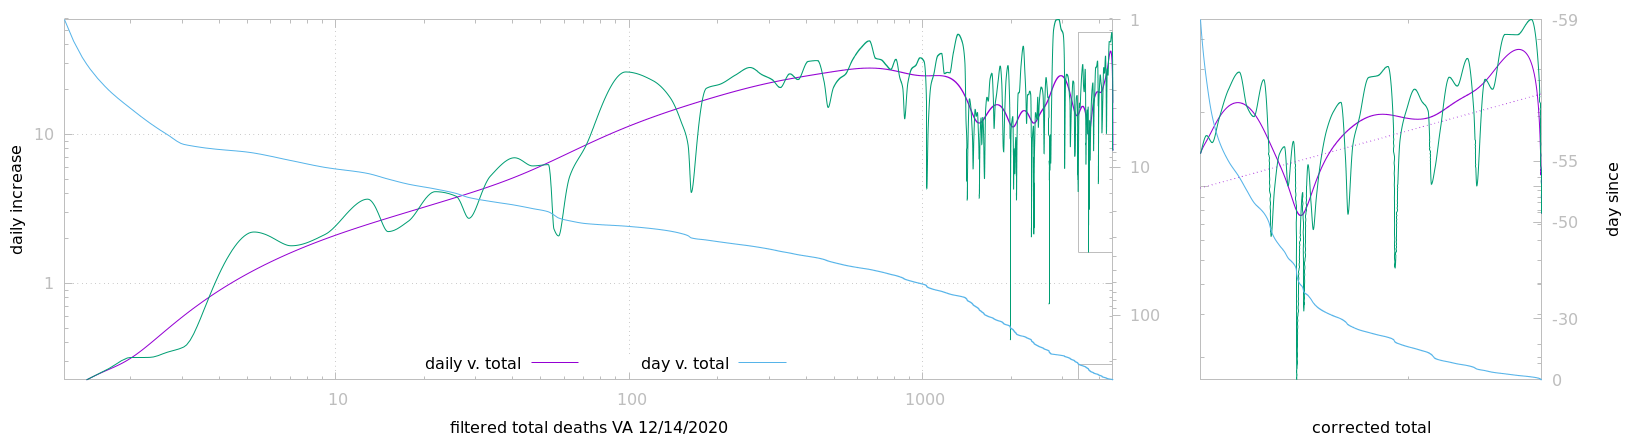 1
-59
10
10
-55
-50
daily increase
day since
1
100
-30
daily v. total
day v. total
0
10
100
1000
filtered total deaths VA 12/14/2020
corrected total